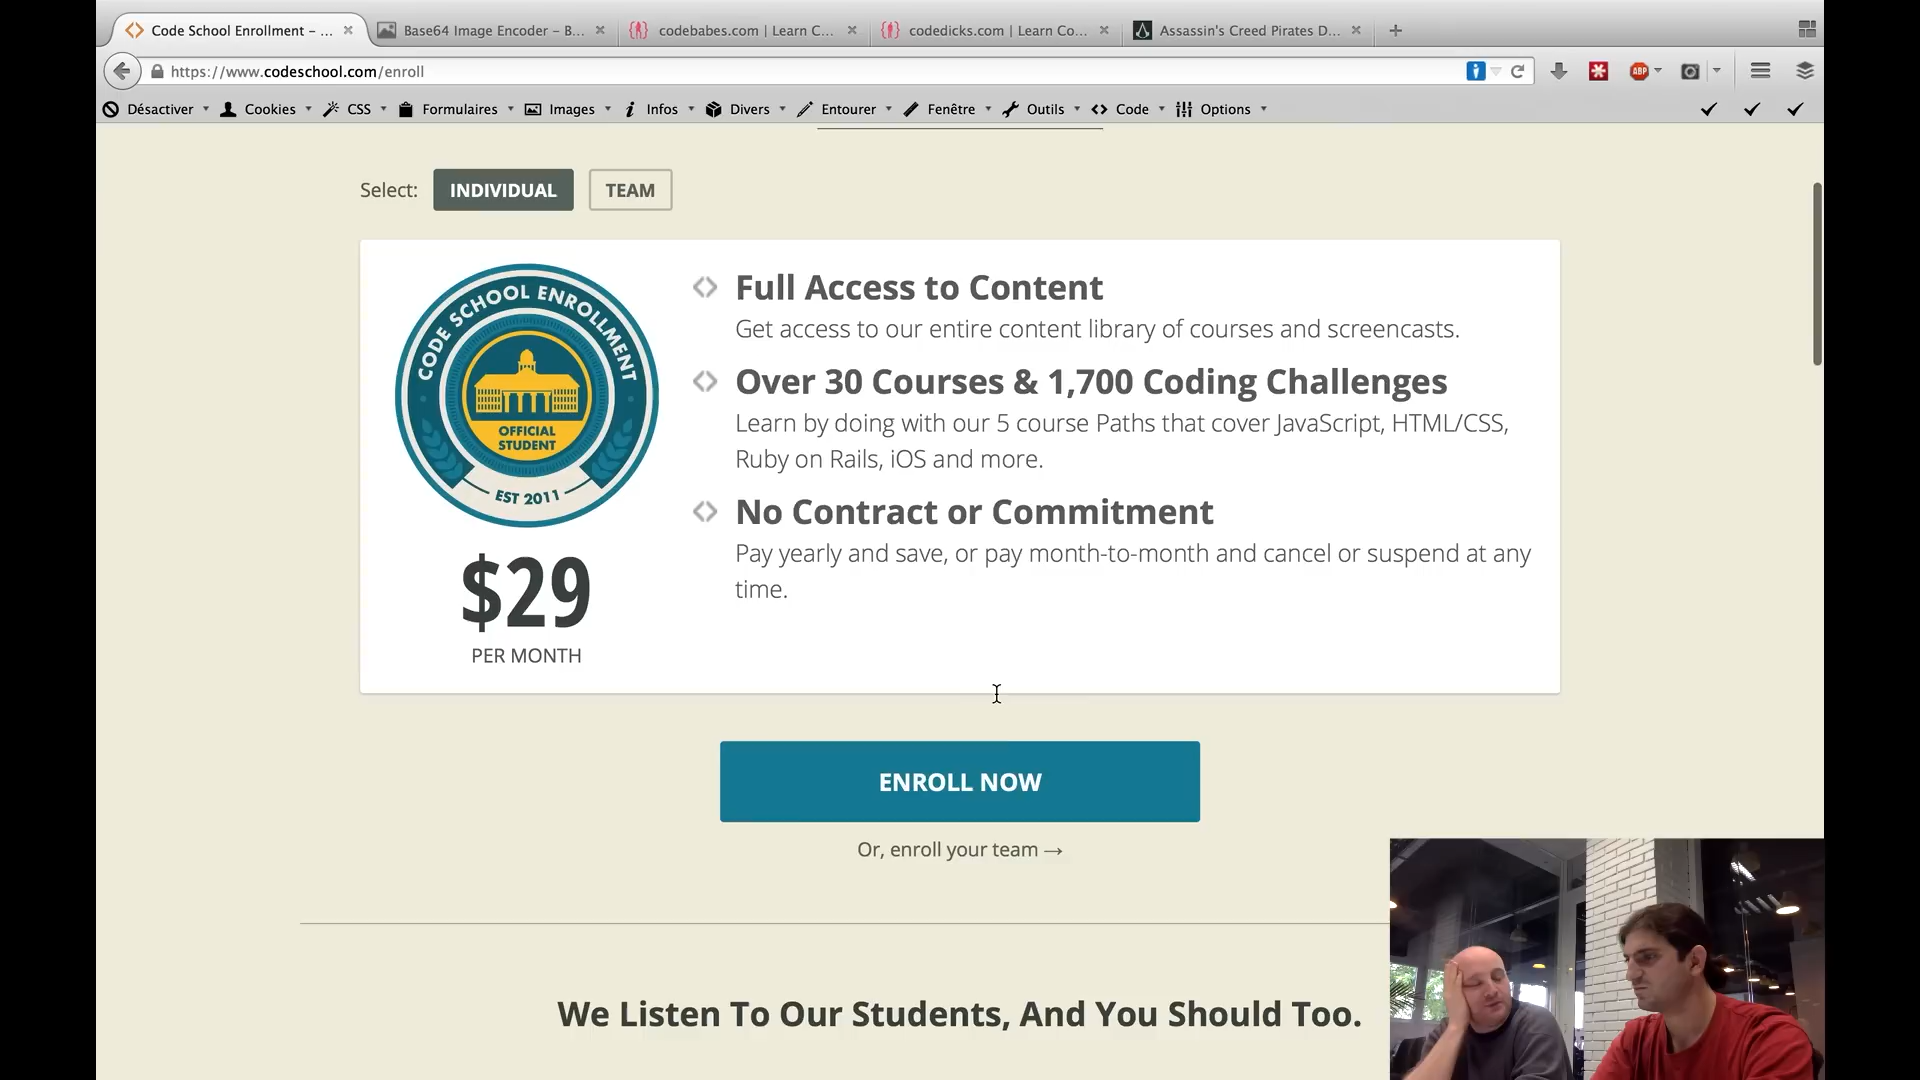 Code School Enrollment – ...
Base64 Image Encoder – B...
codebabes.com | Learn C...
codedicks.com | Learn Co...
Assassin's Creed Pirates D...
https://www.codeschool.com/enroll
ABP
Désactiver Cookies CSS Formulaires Images Infos Divers Entourer Fenêtre Outils Code Options
Select: INDIVIDUAL TEAM
CODE SCHOOL ENROLLMENT
OFFICIAL
STUDENT
EST 2011
$29
PER MONTH
Full Access to Content
Get access to our entire content library of courses and screencasts.
Over 30 Courses & 1,700 Coding Challenges
Learn by doing with our 5 course Paths that cover JavaScript, HTML/CSS,
Ruby on Rails, iOS and more.
No Contract or Commitment
Pay yearly and save, or pay month-to-month and cancel or suspend at any
time.
ENROLL NOW
Or, enroll your team →
We Listen To Our Students, And You Should Too.